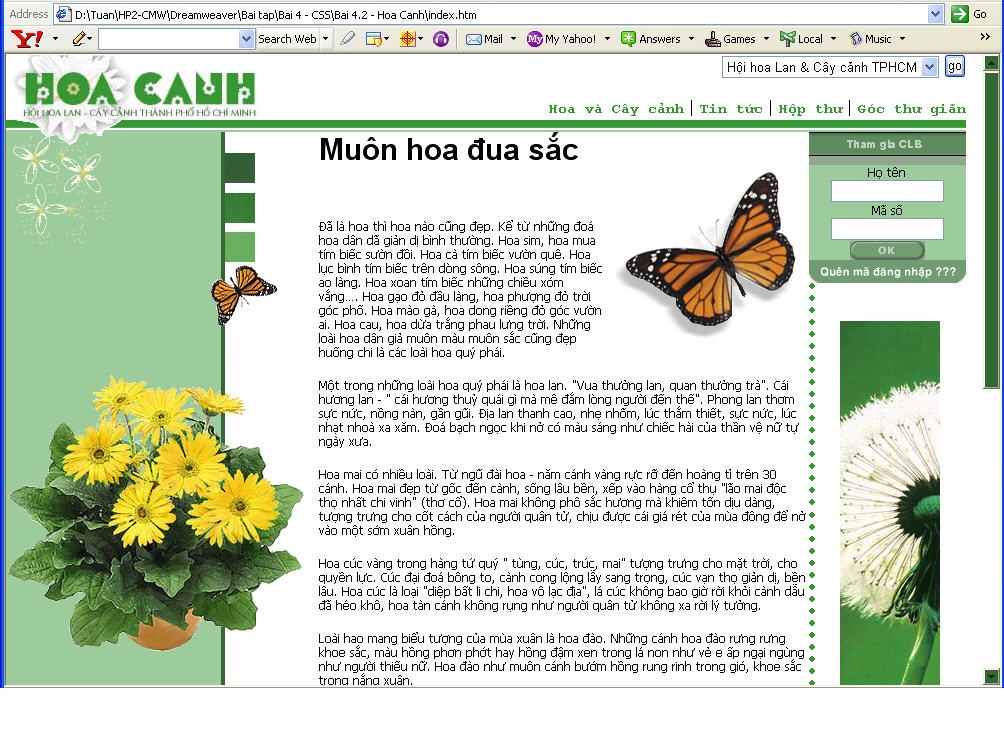 Address D:\Tuan\HP2-CMW\Dreamweaver\Bai tap\Bai 4 - CSS\Bai 4.2 - Hoa Canh\index.htm Go
Y! Search Web Mail My Yahoo! Answers Games Local Music »
HOA CẢNH
HỘI HOA LAN - CÂY CẢNH THÀNH PHỐ HỒ CHÍ MINH
Hội hoa Lan & Cây cảnh TPHCM go
Hoa và Cây cảnh | Tin tức | Hộp thư | Góc thư giãn
Muôn hoa đua sắc
Đã là hoa thì hoa nào cũng đẹp. Kể từ những đoá
hoa dân dã giản dị bình thường. Hoa sim, hoa mua
tím biếc sườn đồi. Hoa cà tím biếc vườn quê. Hoa
lục bình tím biếc trên dòng sông. Hoa súng tím biếc
ao làng. Hoa xoan tím biếc những chiều xóm
vắng.... Hoa gạo đỏ đầu làng, hoa phượng đỏ trời
góc phố. Hoa mào gà, hoa dong riềng đỏ góc vườn
ai. Hoa cau, hoa dừa trắng phau lưng trời. Những
loài hoa dân giả muôn màu muôn sắc cũng đẹp
huống chi là các loài hoa quý phái.
Một trong những loài hoa quý phái là hoa lan. "Vua thưởng lan, quan thưởng trà". Cái
hương lan - " cái hương thuỷ quái gì mà mê đắm lòng người đến thế". Phong lan thơm
sực nức, nồng nàn, gần gũi. Địa lan thanh cao, nhẹ nhõm, lúc thắm thiết, sực nức, lúc
nhạt nhoà xa xăm. Đoá bạch ngọc khi nở có màu sáng như chiếc hài của thần vệ nữ tự
ngày xưa.
Hoa mai có nhiều loài. Từ ngũ đài hoa - năm cánh vàng rực rỡ đến hoàng tỉ trên 30
cánh. Hoa mai đẹp từ gốc đến cành, sống lâu bền, xếp vào hàng cổ thụ "lão mai độc
thọ nhất chi vinh" (thơ cổ). Hoa mai không phô sắc hương mà khiêm tốn dịu dàng,
tượng trưng cho cốt cách của người quân tử, chịu được cái giá rét của mùa đông để nở
vào một sớm xuân hồng.
Hoa cúc vàng trong hàng tứ quý " tùng, cúc, trúc, mai" tượng trưng cho mặt trời, cho
quyền lực. Cúc đại đoá bông to, cành cong lộng lẫy sang trọng, cúc vạn thọ giản dị, bền
lâu. Hoa cúc là loại "diệp bất li chi, hoa vô lạc địa", lá cúc không bao giờ rời khỏi cành dẫu
đã héo khô, hoa tàn cánh không rụng như người quân tử không xa rời lý tưởng.
Loài hao mang biểu tượng của mùa xuân là hoa đào. Những cánh hoa đào rưng rưng
khoe sắc, màu hồng phơn phớt hay hồng đậm xen trong lá non như vẻ e ấp ngại ngùng
như người thiếu nữ. Hoa đào như muôn cánh bướm hồng rung rinh trong gió, khoe sắc
trong nắng xuân.
Tham gia CLB
Họ tên
Mã số
OK
Quên mã đăng nhập ???